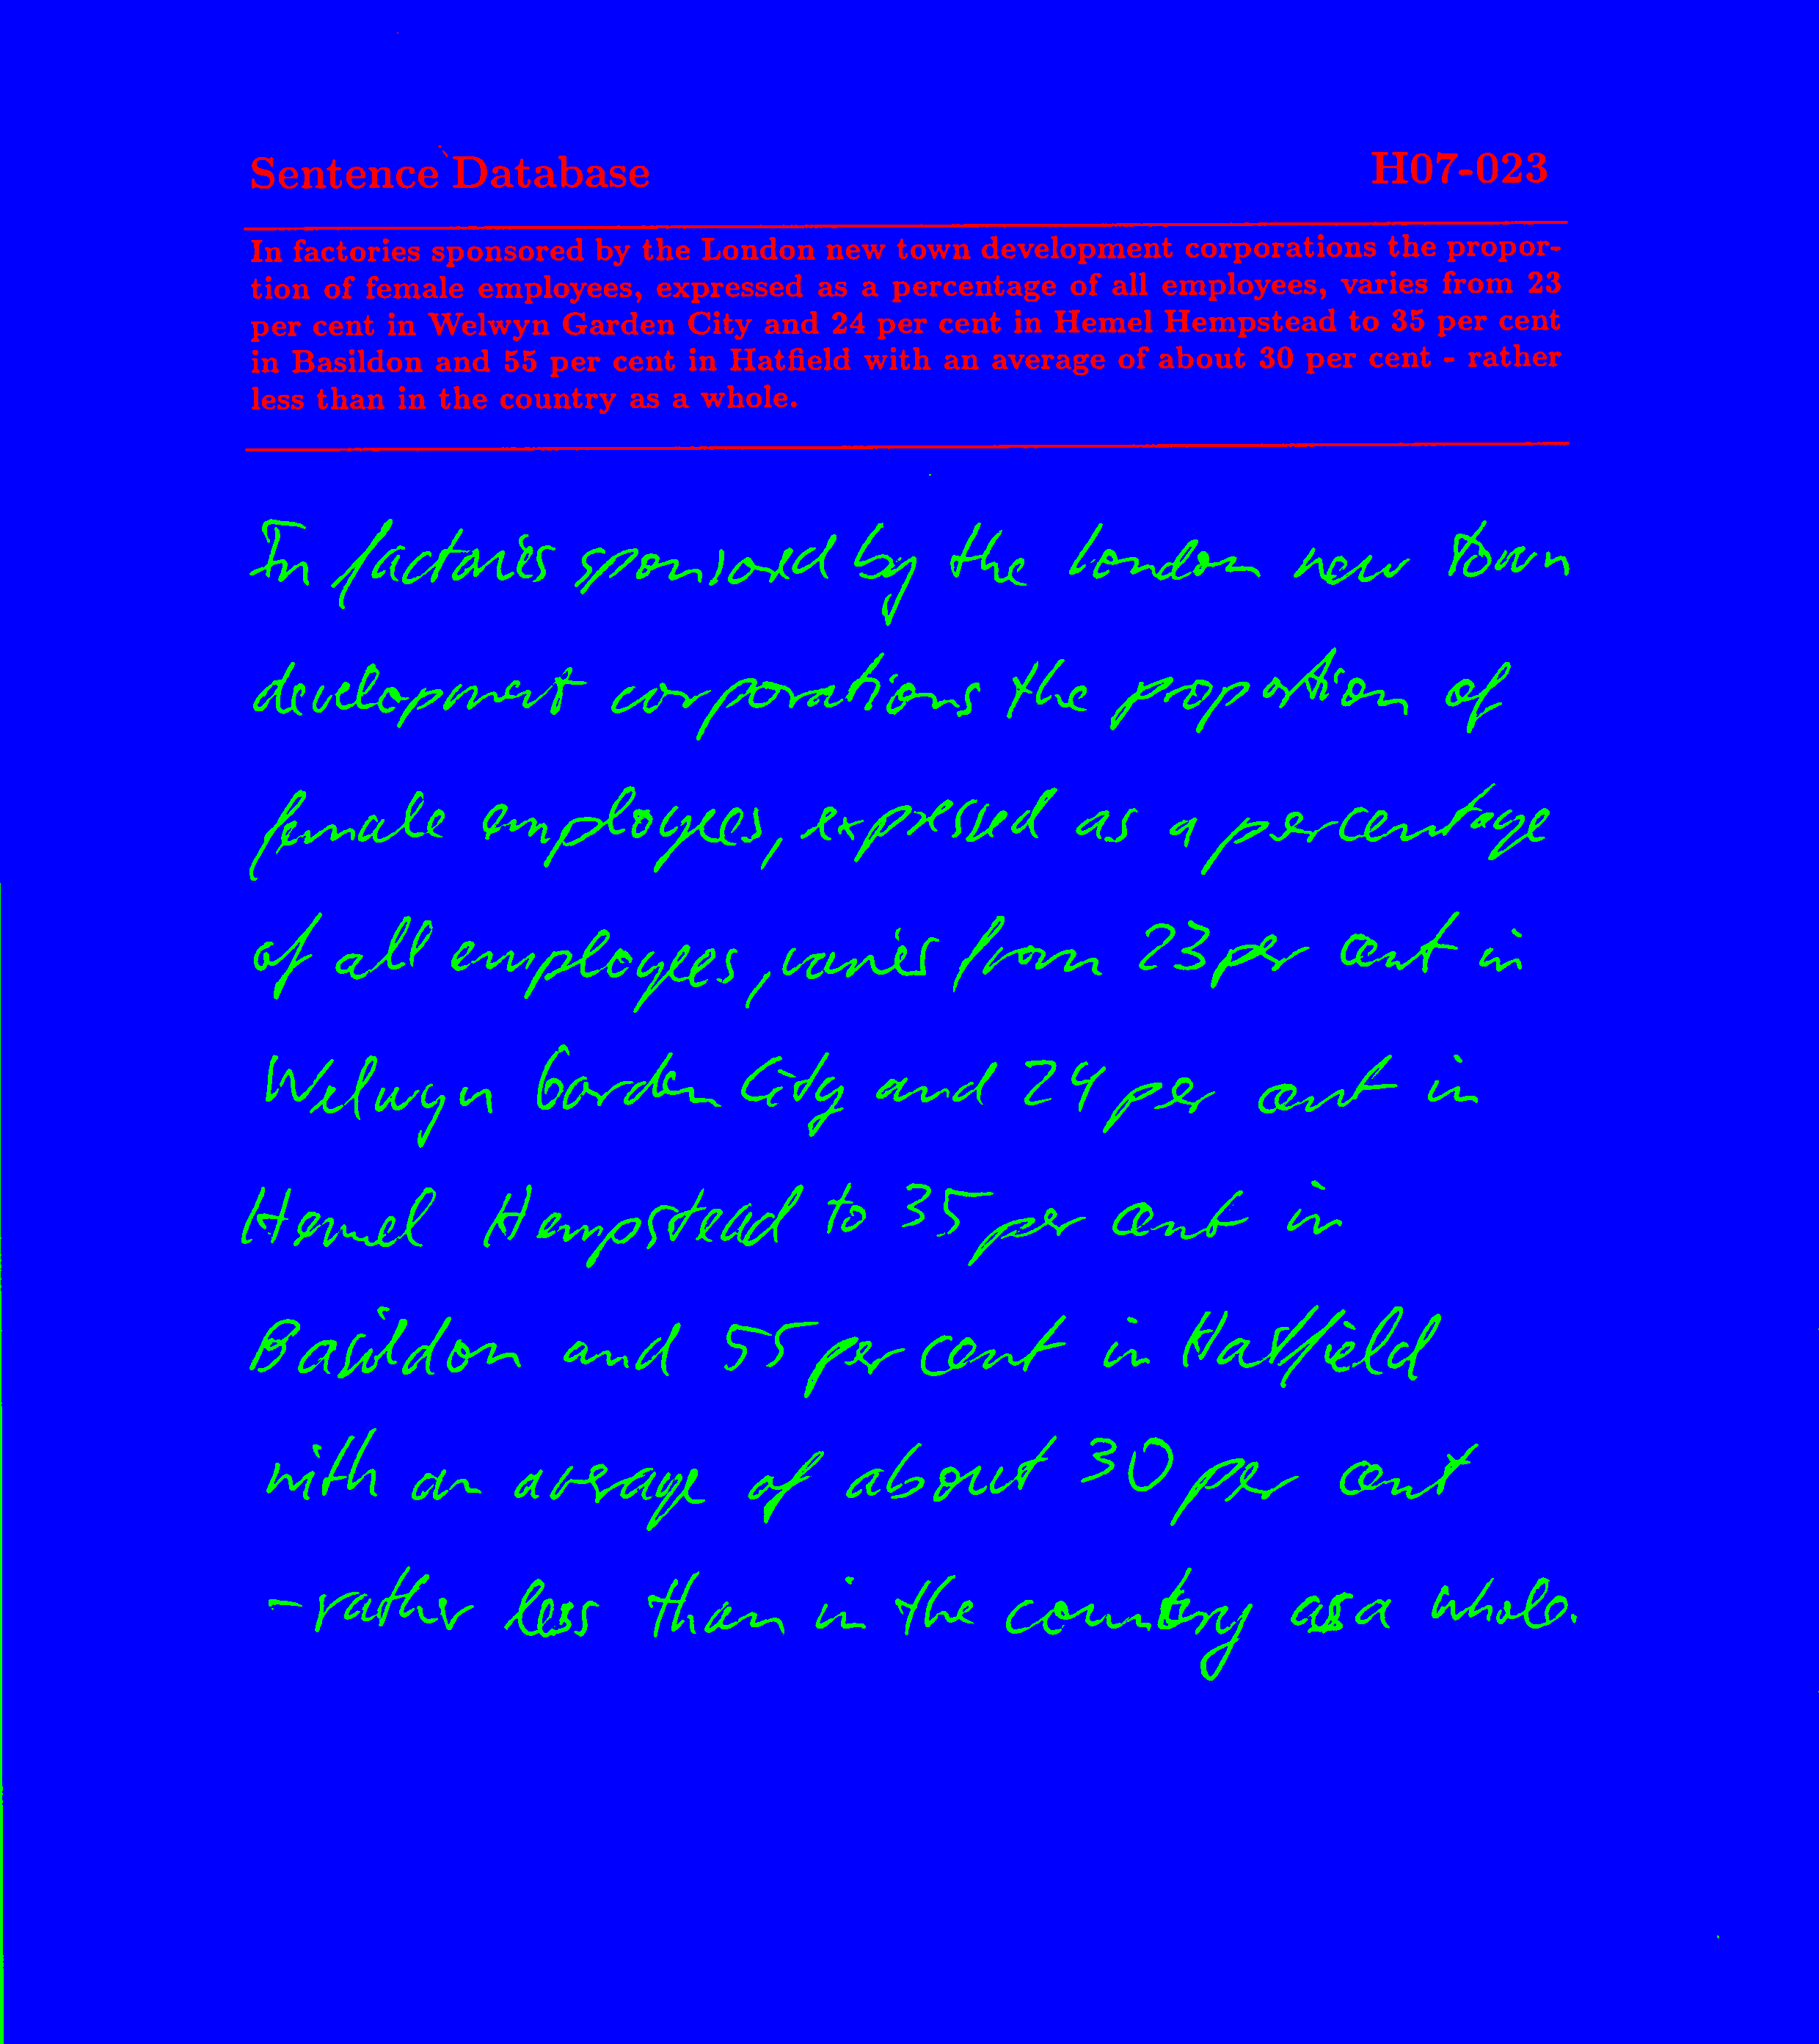 Sentence Database H07-023
In factories sponsored by the London new town development corporations the propor-
tion of female employees, expressed as a percentage of all employees, varies from 23
per cent in Welwyn Garden City and 24 per cent in Hemel Hempstead to 35 per cent
in Basildon and 55 per cent in Hatfield with an average of about 30 per cent - rather
less than in the country as a whole.
In factories sponsored by the London new town
development corporations the proportion of
female employees, expressed as a percentage
of all employees, varies from 23 per cent in
Welwyn Garden City and 24 per cent in
Hemel Hempstead to 35 per cent in
Basildon and 55 per cent in Hatfield
with an average of about 30 per cent
- rather less than in the country as a whole.